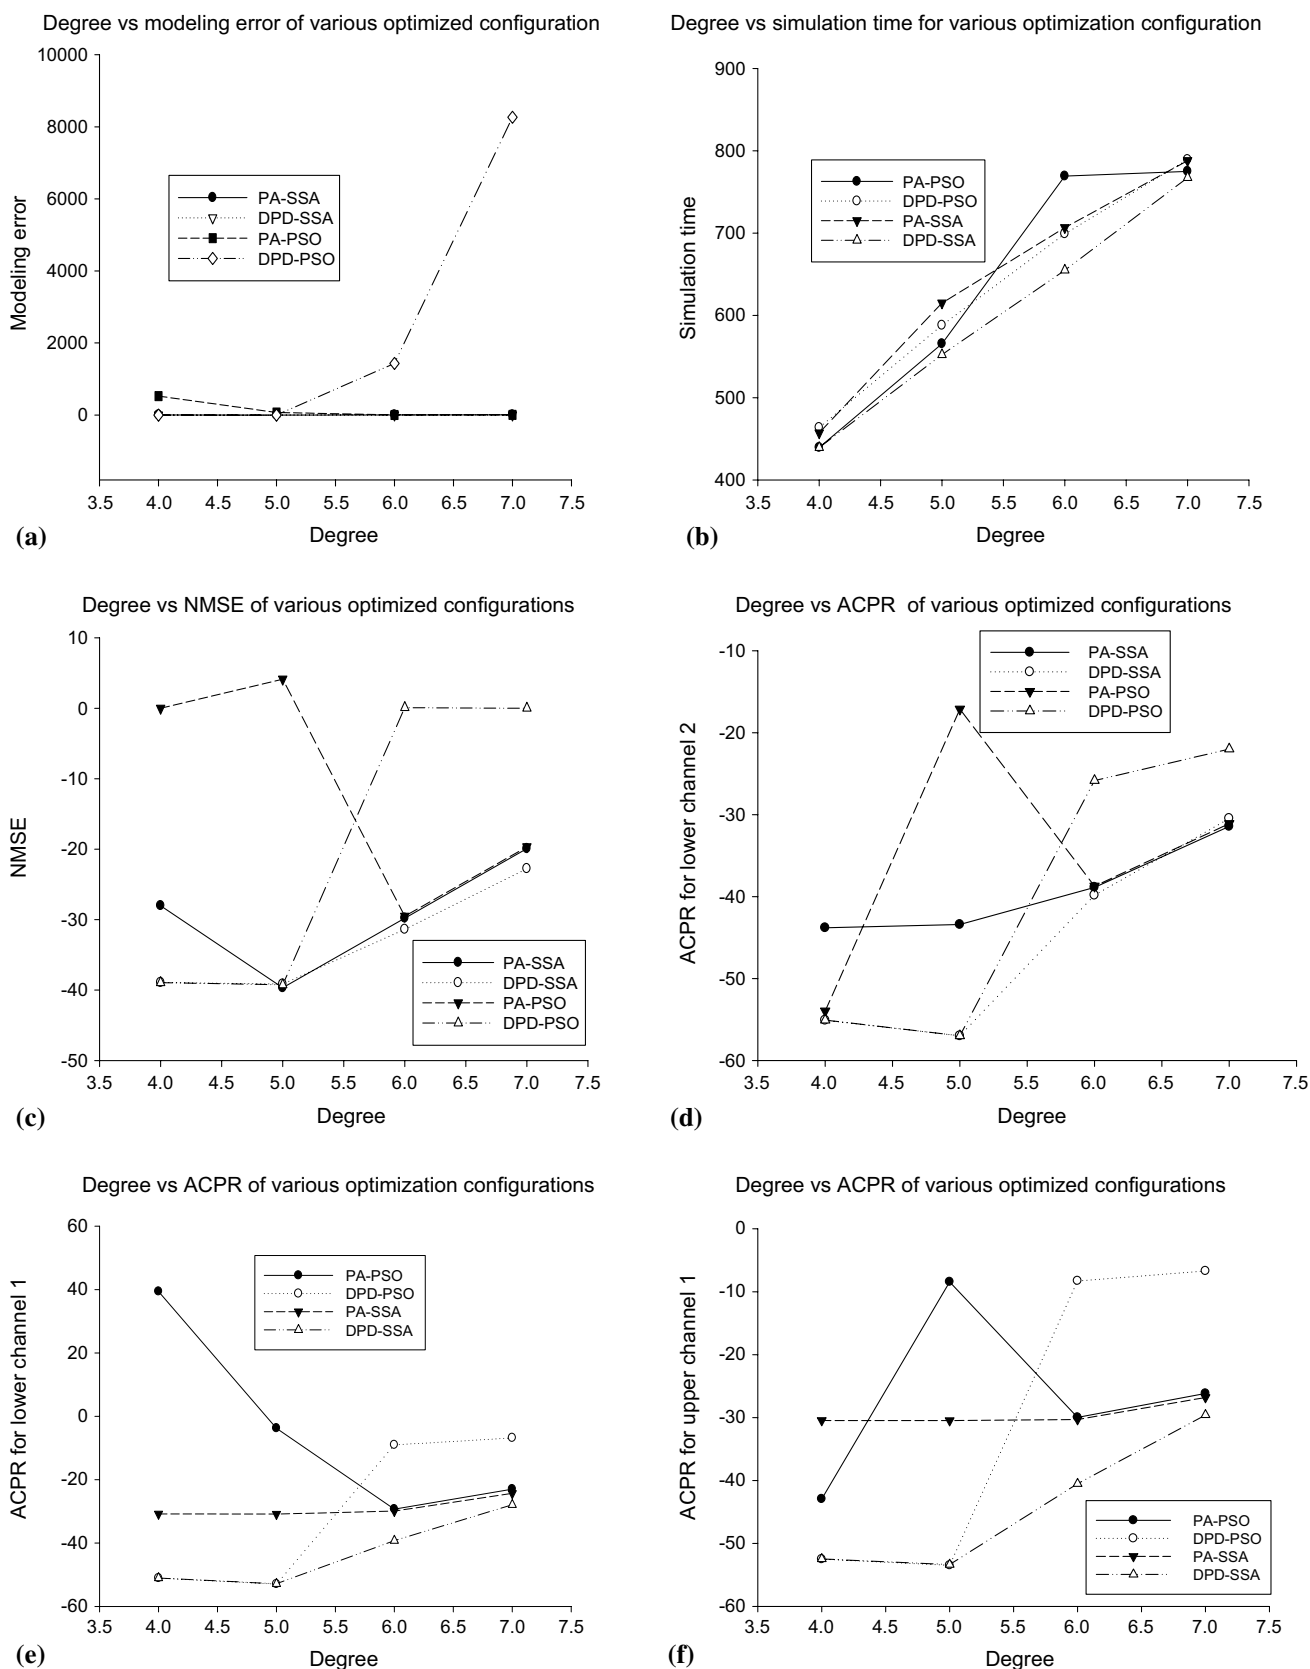 Degree vs modeling error of various optimized configuration
10000
8000
6000
4000
2000
0
Modeling error
PA-SSA
DPD-SSA
PA-PSO
DPD-PSO
3.5 4.0 4.5 5.0 5.5 6.0 6.5 7.0 7.5
Degree
(a)
Degree vs simulation time for various optimization configuration
900
800
700
600
500
400
Simulation time
PA-PSO
DPD-PSO
PA-SSA
DPD-SSA
3.5 4.0 4.5 5.0 5.5 6.0 6.5 7.0 7.5
Degree
(b)
Degree vs NMSE of various optimized configurations
10
0
-10
-20
-30
-40
-50
NMSE
PA-SSA
DPD-SSA
PA-PSO
DPD-PSO
3.5 4.0 4.5 5.0 5.5 6.0 6.5 7.0 7.5
Degree
(c)
Degree vs ACPR of various optimized configurations
-10
-20
-30
-40
-50
-60
ACPR for lower channel 2
PA-SSA
DPD-SSA
PA-PSO
DPD-PSO
3.5 4.0 4.5 5.0 5.5 6.0 6.5 7.0 7.5
Degree
(d)
Degree vs ACPR of various optimization configurations
60
40
20
0
-20
-40
-60
ACPR for lower channel 1
PA-PSO
DPD-PSO
PA-SSA
DPD-SSA
3.5 4.0 4.5 5.0 5.5 6.0 6.5 7.0 7.5
Degree
(e)
Degree vs ACPR of various optimized configurations
0
-10
-20
-30
-40
-50
-60
ACPR for upper channel 1
PA-PSO
DPD-PSO
PA-SSA
DPD-SSA
3.5 4.0 4.5 5.0 5.5 6.0 6.5 7.0 7.5
Degree
(f)